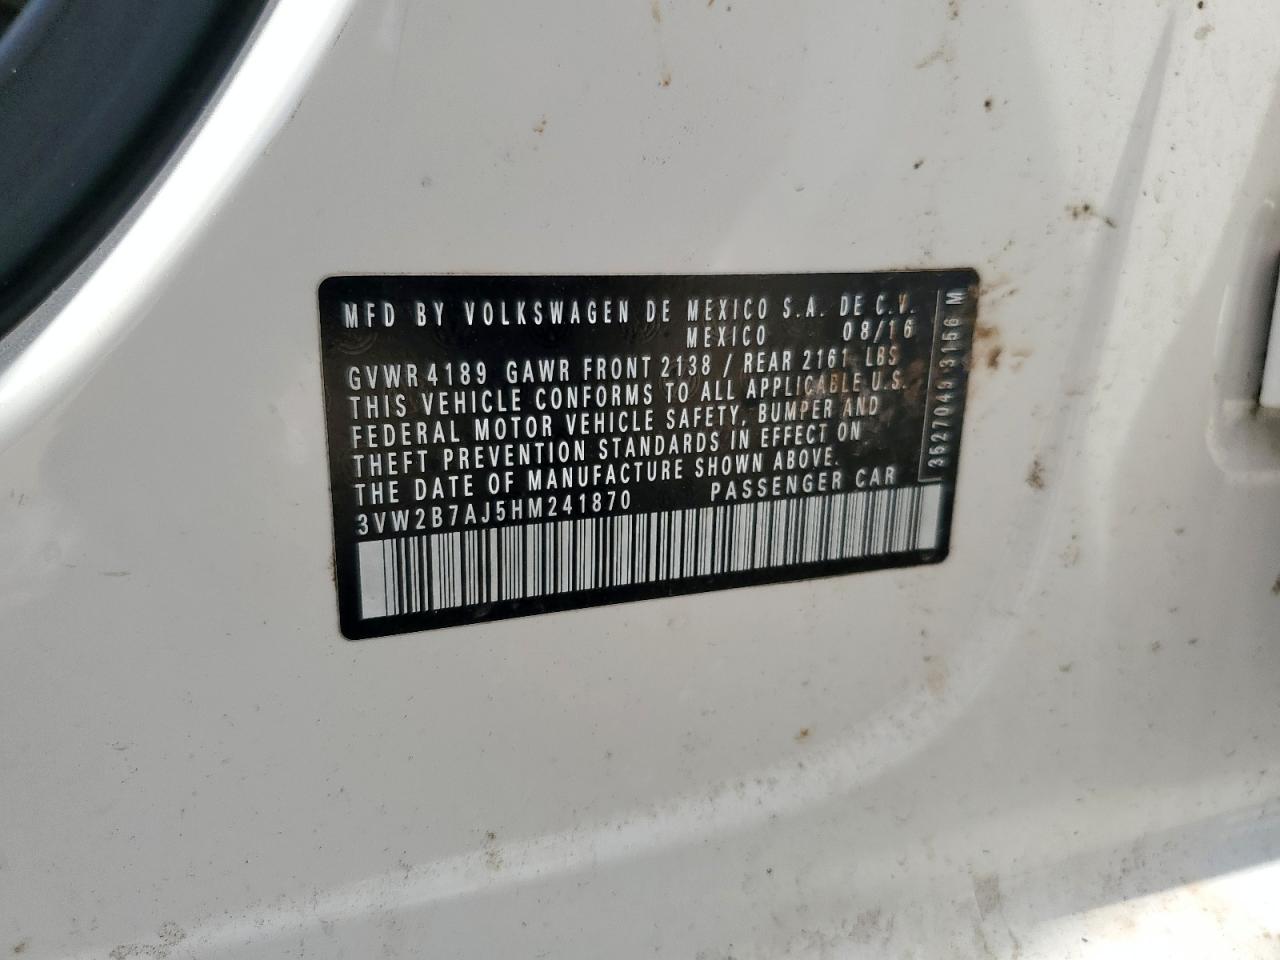 MFD BY VOLKSWAGEN DE MEXICO S.A. DE C.V.
MEXICO 08/16
GVWR 4189 GAWR FRONT 2138 / REAR 2161 LBS
THIS VEHICLE CONFORMS TO ALL APPLICABLE U.S.
FEDERAL MOTOR VEHICLE SAFETY, BUMPER AND
THEFT PREVENTION STANDARDS IN EFFECT ON
THE DATE OF MANUFACTURE SHOWN ABOVE.
3VW2B7AJ5HM241870 PASSENGER CAR
3156 M